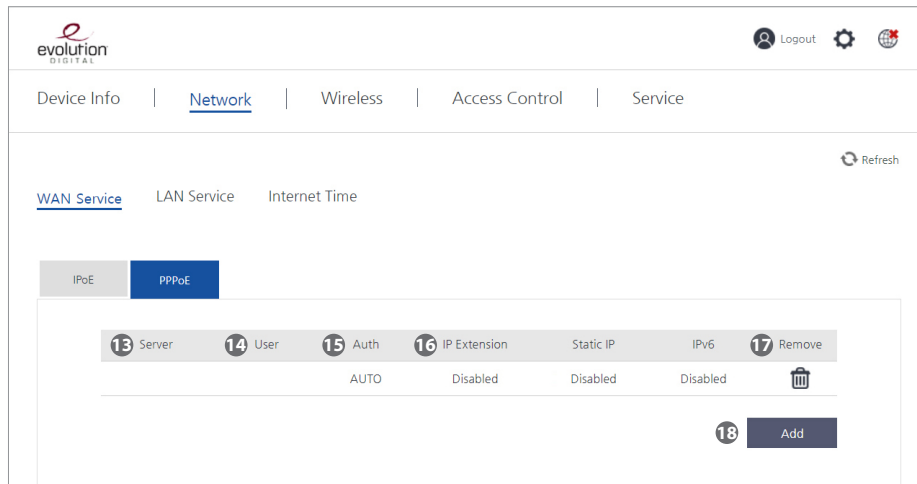 evolution
DIGITAL
Logout
Device Info | Network | Wireless | Access Control | Service
Refresh
WAN Service LAN Service Internet Time
IPoE PPPoE
13 Server 14 User 15 Auth 16 IP Extension Static IP IPv6 17 Remove
AUTO Disabled Disabled Disabled
18 Add